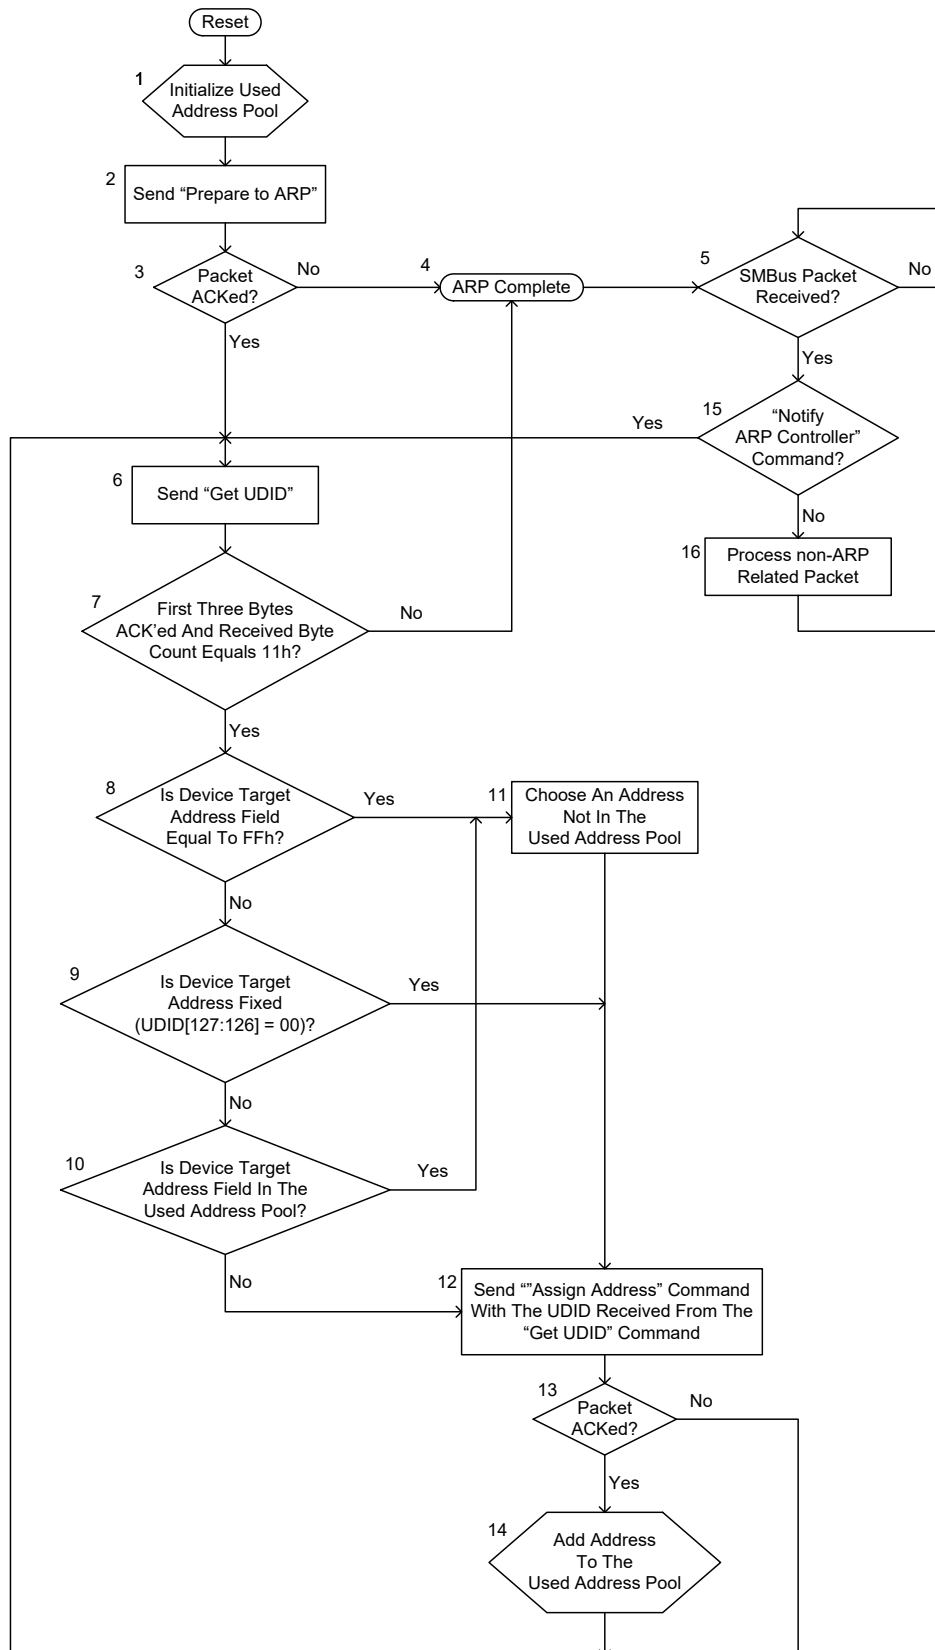 Reset
1
Initialize Used
Address Pool
2
Send “Prepare to ARP”
3
Packet
ACKed?
No
Yes
4
ARP Complete
5
SMBus Packet
Received?
No
Yes
15
“Notify
ARP Controller”
Command?
Yes
No
16
Process non-ARP
Related Packet
6
Send “Get UDID”
7
First Three Bytes
ACK’ed And Received Byte
Count Equals 11h?
No
Yes
8
Is Device Target
Address Field
Equal To FFh?
Yes
No
11
Choose An Address
Not In The
Used Address Pool
9
Is Device Target
Address Fixed
(UDID[127:126] = 00)?
Yes
No
10
Is Device Target
Address Field In The
Used Address Pool?
Yes
No
12
Send “”Assign Address” Command
With The UDID Received From The
“Get UDID” Command
13
Packet
ACKed?
No
Yes
14
Add Address
To The
Used Address Pool